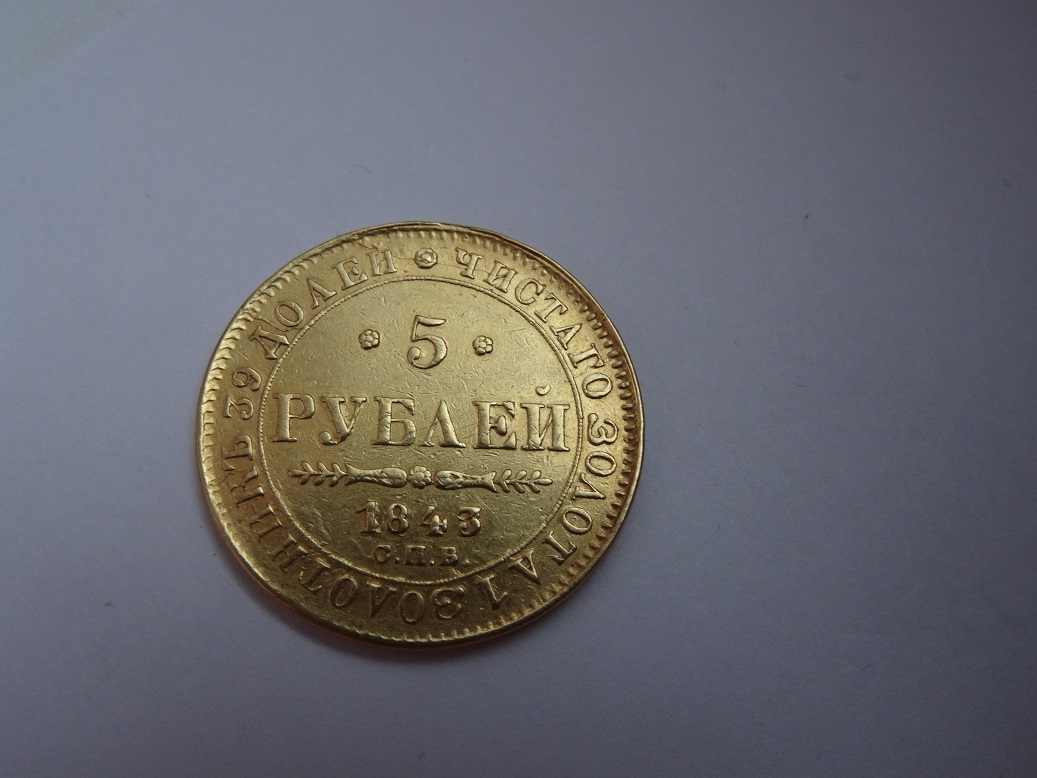 5
РУБЛЕЙ
1843
С.П.Б.
ЧИСТАГО ЗОЛОТА 1 ЗОЛОТНИКЪ 39 ДОЛЕЙ